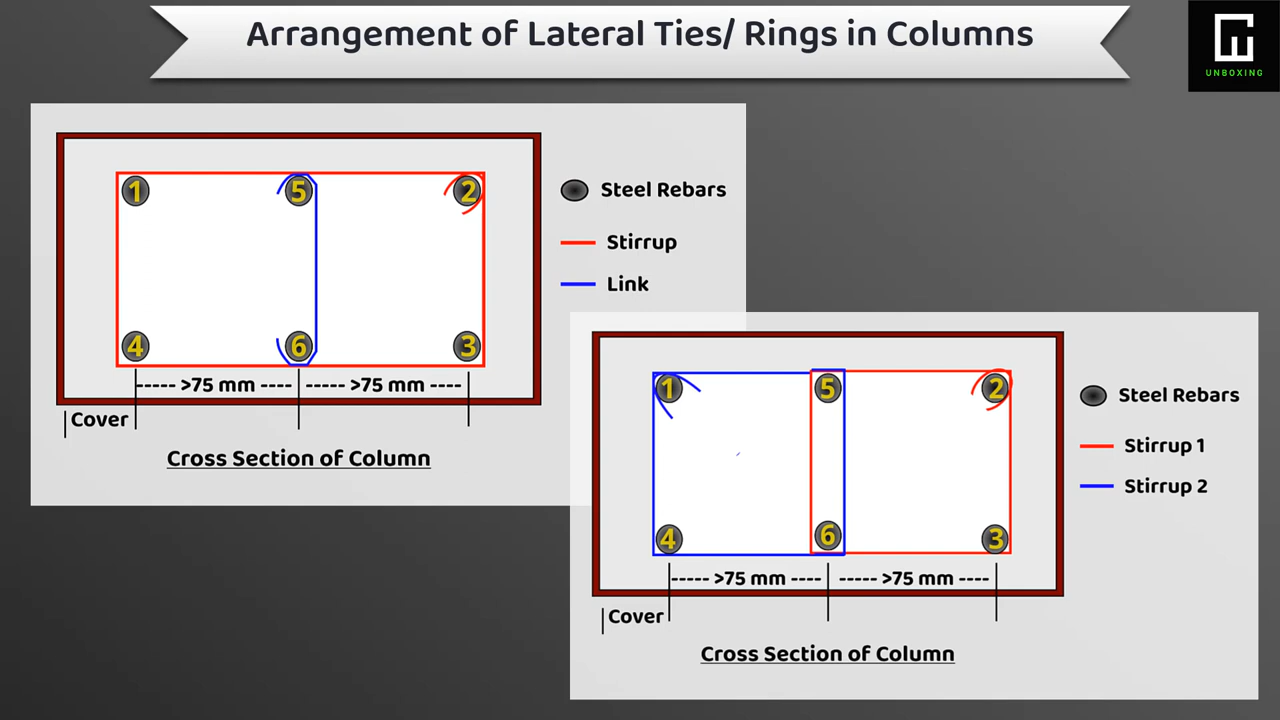 Arrangement of Lateral Ties/ Rings in Columns
UNBOXING
1 5 2
4 6 3
----- >75 mm ---- ----- >75 mm ----
Cover
Cross Section of Column
Steel Rebars
Stirrup
Link
1 5 2
4 6 3
----- >75 mm ---- ----- >75 mm ----
Cover
Cross Section of Column
Steel Rebars
Stirrup 1
Stirrup 2